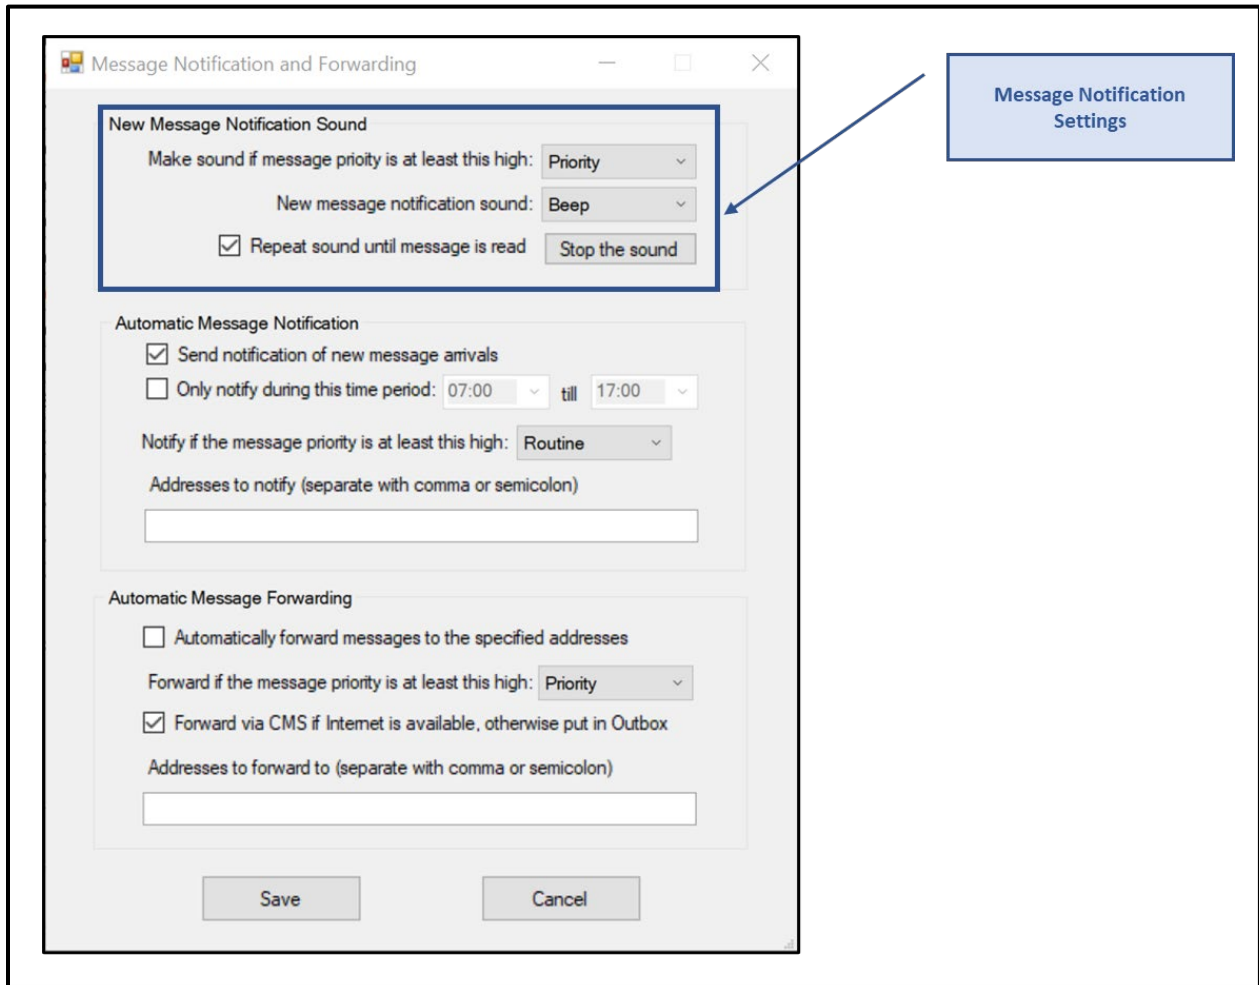 Message Notification and Forwarding
Message Notification
Settings
New Message Notification Sound
Make sound if message priotity is at least this high: Priority
New message notification sound: Beep
Repeat sound until message is read Stop the sound
Automatic Message Notification
Send notification of new message arrivals
Only notify during this time period: 07:00 till 17:00
Notify if the message priority is at least this high: Routine
Addresses to notify (separate with comma or semicolon)
Automatic Message Forwarding
Automatically forward messages to the specified addresses
Forward if the message priority is at least this high: Priority
Forward via CMS if Internet is available, otherwise put in Outbox
Addresses to forward to (separate with comma or semicolon)
Save Cancel